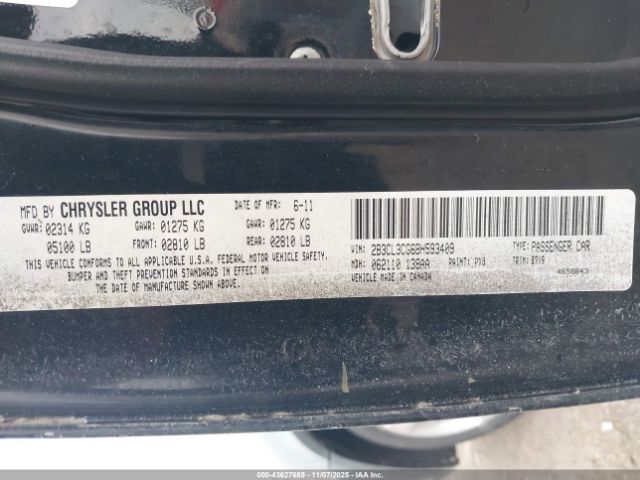 MFD BY CHRYSLER GROUP LLC DATE OF MFR: 6-11
GVWR: 02314 KG GAWR: 01275 KG GAWR: 01275 KG
05100 LB FRONT: 02810 LB REAR: 02810 LB
THIS VEHICLE CONFORMS TO ALL APPLICABLE U.S.A. FEDERAL MOTOR VEHICLE SAFETY,
BUMPER, AND THEFT PREVENTION STANDARDS IN EFFECT ON
THE DATE OF MANUFACTURE SHOWN ABOVE.
VIN: 2B3CL3CG6BH593409 TYPE: PASSENGER CAR
MDH: 062110 13BAA PAINT: PX8 TRIM:
VEHICLE MADE IN CANADA 4658043
000-43627669 11/07/2025 - IAA, Inc.